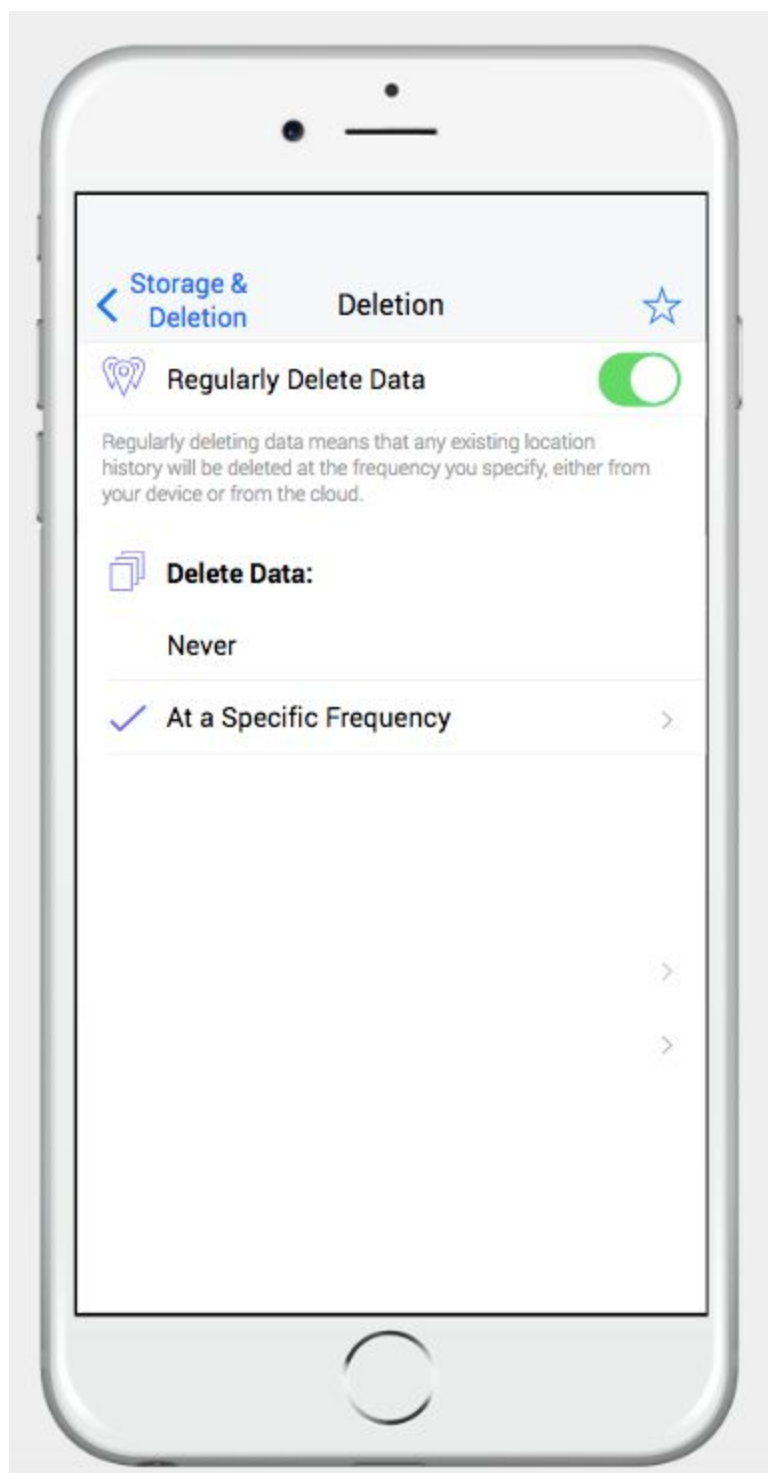 Storage &
Deletion
Deletion
Regularly Delete Data
Regularly deleting data means that any existing location
history will be deleted at the frequency you specify, either from
your device or from the cloud.
Delete Data:
Never
At a Specific Frequency